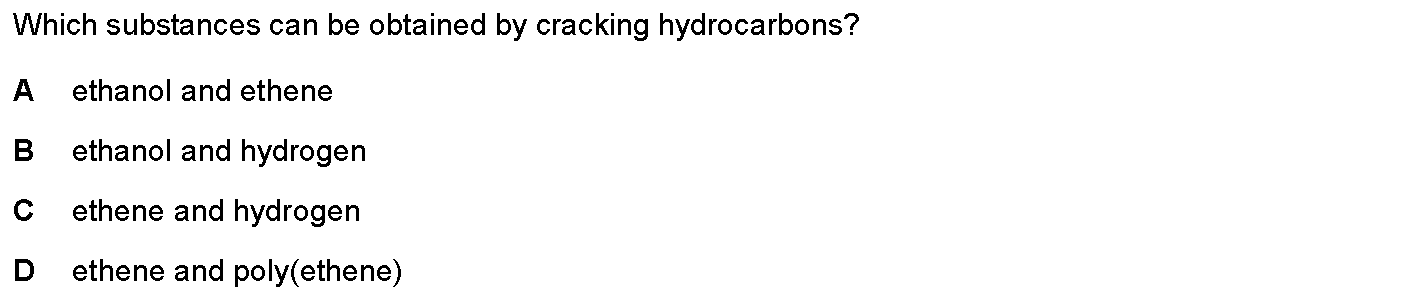 Which substances can be obtained by cracking hydrocarbons?
A ethanol and ethene
B ethanol and hydrogen
C ethene and hydrogen
D ethene and poly(ethene)